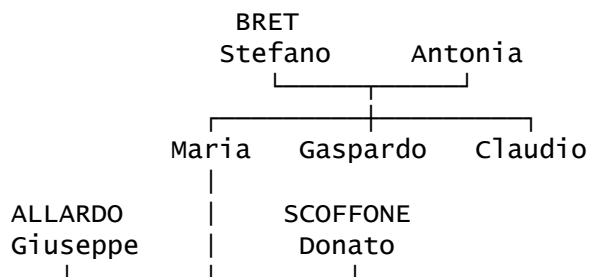 BRET
Stefano Antonia
Maria Gaspardo Claudio
ALLARDO SCOFFONE
Giuseppe Donato